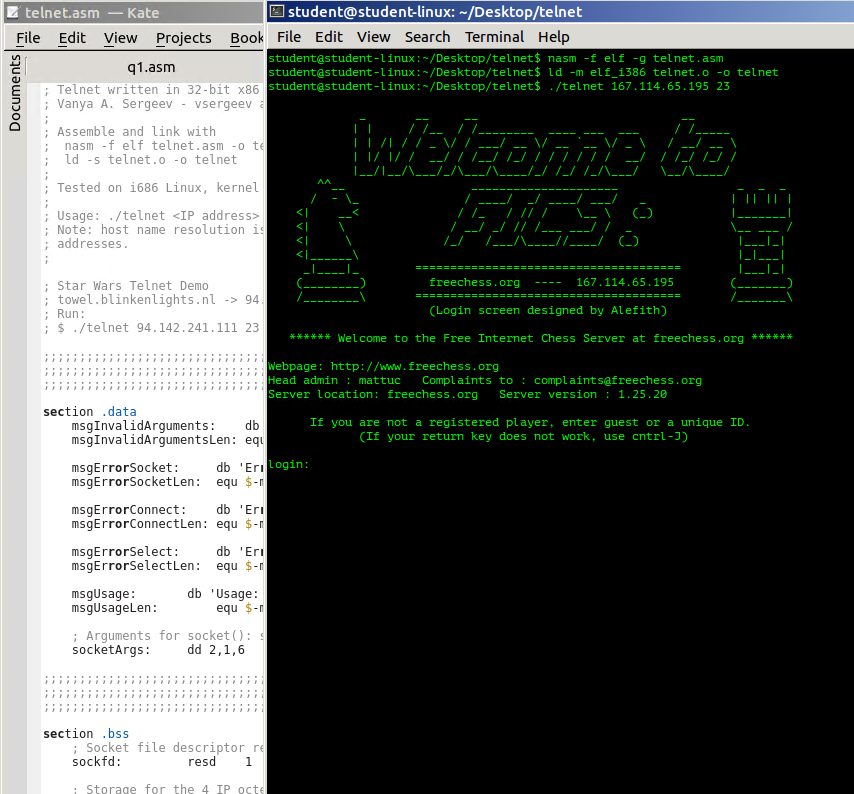 telnet.asm — Kate
File Edit View Projects Book
Documents
q1.asm
; Telnet written in 32-bit x86
; Vanya A. Sergeev - vsergeev a
;
; Assemble and link with
;  nasm -f elf telnet.asm -o te
;  ld -s telnet.o -o telnet
;
; Tested on i686 Linux, kernel
;
; Usage: ./telnet <IP address>
; Note: host name resolution is
; addresses.
;
; Star Wars Telnet Demo
; towel.blinkenlights.nl -> 94.
; Run:
; $ ./telnet 94.142.241.111 23
;;;;;;;;;;;;;;;;;;;;;;;;;;;;;;
;;;;;;;;;;;;;;;;;;;;;;;;;;;;;;
;;;;;;;;;;;;;;;;;;;;;;;;;;;;;;
section .data
msgInvalidArguments: db
msgInvalidArgumentsLen: equ
msgErrorSocket: db 'Er
msgErrorSocketLen: equ $-m
msgErrorConnect: db 'Er
msgErrorConnectLen: equ $-m
msgErrorSelect: db 'Er
msgErrorSelectLen: equ $-m
msgUsage: db 'Usage:
msgUsageLen: equ $-m
; Arguments for socket(): s
socketArgs: dd 2,1,6
;;;;;;;;;;;;;;;;;;;;;;;;;;;;;;
;;;;;;;;;;;;;;;;;;;;;;;;;;;;;;
;;;;;;;;;;;;;;;;;;;;;;;;;;;;;;
section .bss
; Socket file descriptor re
sockfd: resd 1
; Storage for the 4 IP octe
student@student-linux: ~/Desktop/telnet
File Edit View Search Terminal Help
student@student-linux:~/Desktop/telnet$ nasm -f elf -g telnet.asm
student@student-linux:~/Desktop/telnet$ ld -m elf_i386 telnet.o -o telnet
student@student-linux:~/Desktop/telnet$ ./telnet 167.114.65.195 23
Welcome to
FICS:
======================================
freechess.org ---- 167.114.65.195
======================================
(Login screen designed by Alefith)
****** Welcome to the Free Internet Chess Server at freechess.org ******
Webpage: http://www.freechess.org
Head admin : mattuc   Complaints to : complaints@freechess.org
Server location: freechess.org   Server version : 1.25.20
If you are not a registered player, enter guest or a unique ID.
(If your return key does not work, use cntrl-J)
login: